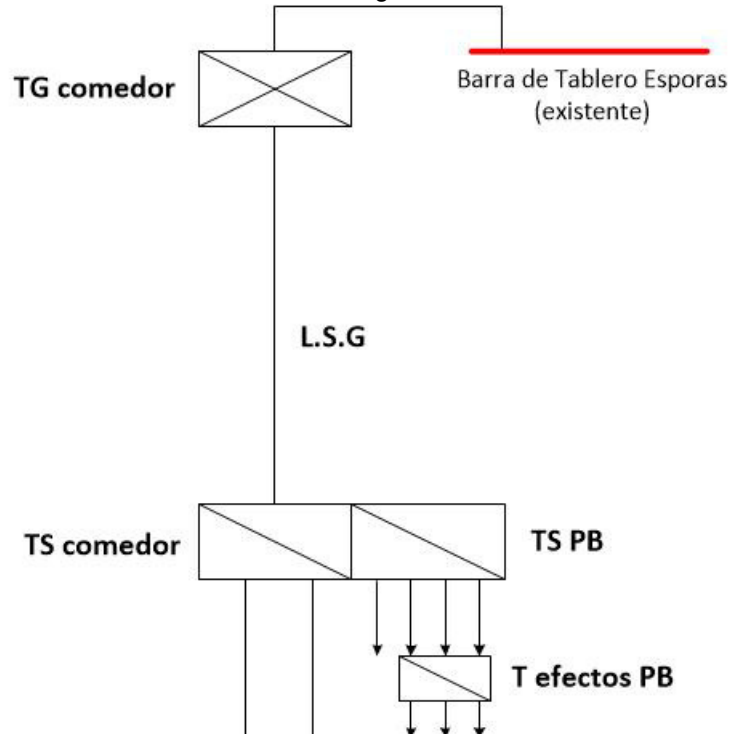 TG comedor
Barra de Tablero Esporas
(existente)
L.S.G
TS comedor
TS PB
T efectos PB